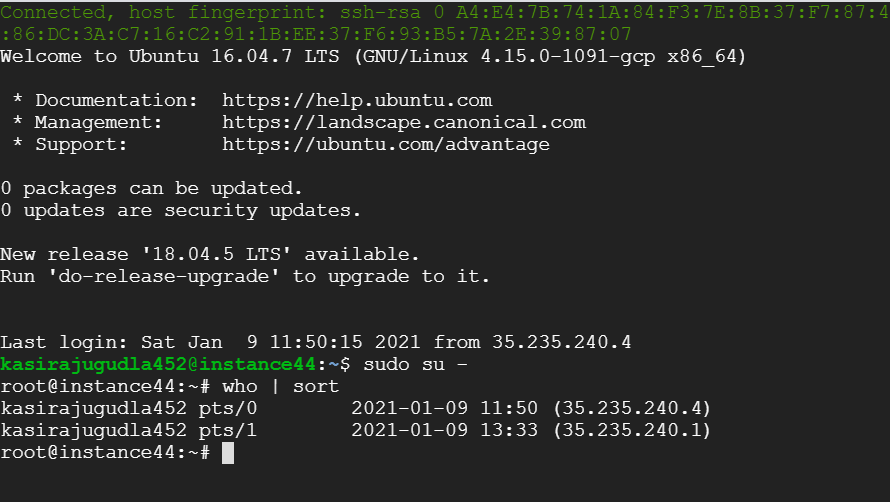 Connected, host fingerprint: ssh-rsa 0 A4:E4:7B:74:1A:84:F3:7E:8B:37:F7:87:4
:86:DC:3A:C7:16:C2:91:1B:EE:37:F6:93:B5:7A:2E:39:87:07
Welcome to Ubuntu 16.04.7 LTS (GNU/Linux 4.15.0-1091-gcp x86_64)
* Documentation:  https://help.ubuntu.com
* Management:     https://landscape.canonical.com
* Support:        https://ubuntu.com/advantage
0 packages can be updated.
0 updates are security updates.
New release '18.04.5 LTS' available.
Run 'do-release-upgrade' to upgrade to it.
Last login: Sat Jan  9 11:50:15 2021 from 35.235.240.4
kasirajugudla452@instance44:~$ sudo su -
root@instance44:~# who | sort
kasirajugudla452 pts/0        2021-01-09 11:50 (35.235.240.4)
kasirajugudla452 pts/1        2021-01-09 13:33 (35.235.240.1)
root@instance44:~#